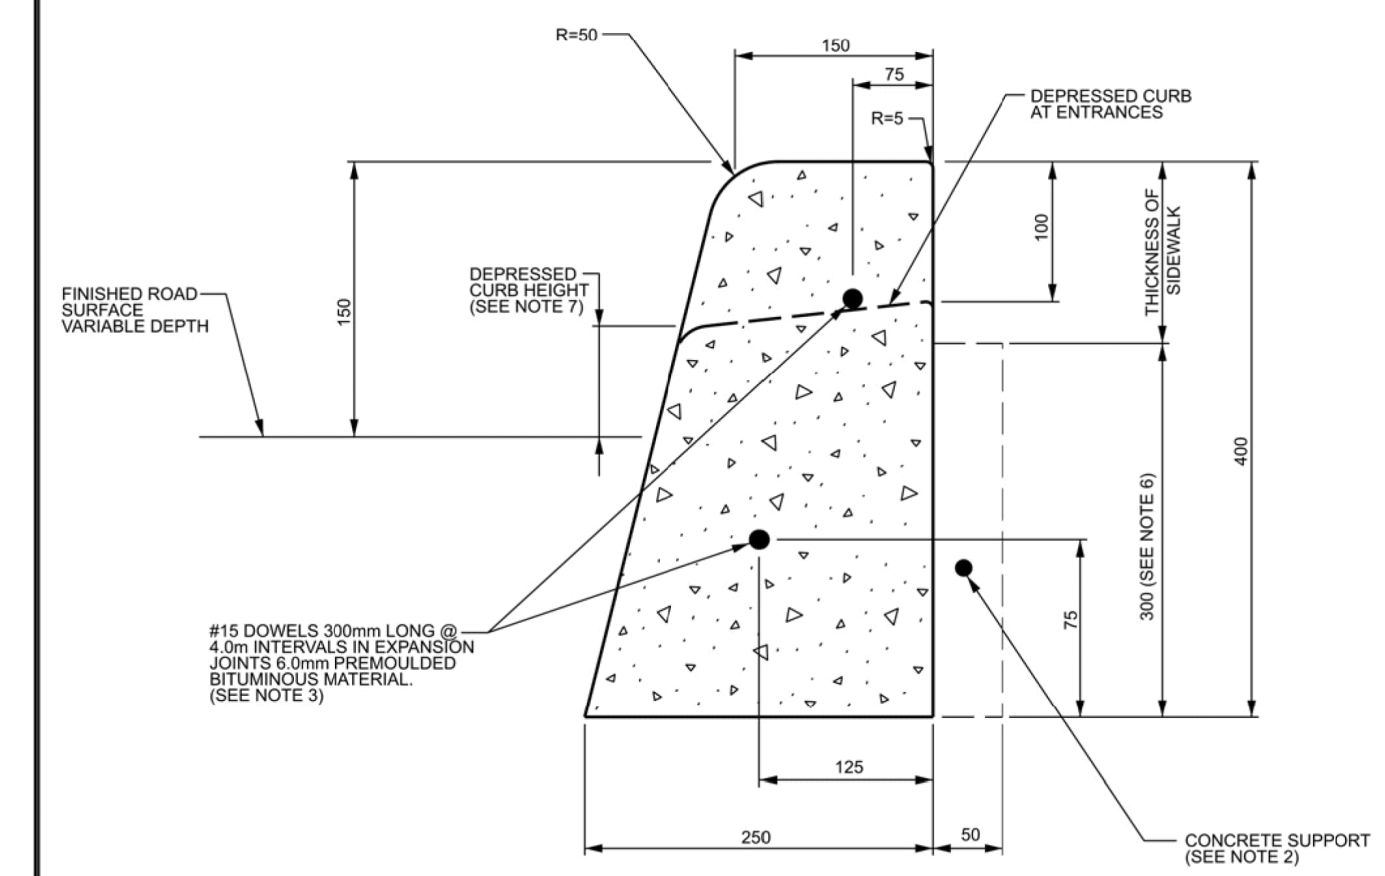 R=50
150
75
R=5
DEPRESSED CURB
AT ENTRANCES
100
THICKNESS OF
SIDEWALK
DEPRESSED
CURB HEIGHT
(SEE NOTE 7)
FINISHED ROAD
SURFACE
VARIABLE DEPTH
150
400
300 (SEE NOTE 6)
75
#15 DOWELS 300mm LONG @
4.0m INTERVALS IN EXPANSION
JOINTS 6.0mm PREMOULDED
BITUMINOUS MATERIAL.
(SEE NOTE 3)
125
250
50
CONCRETE SUPPORT
(SEE NOTE 2)